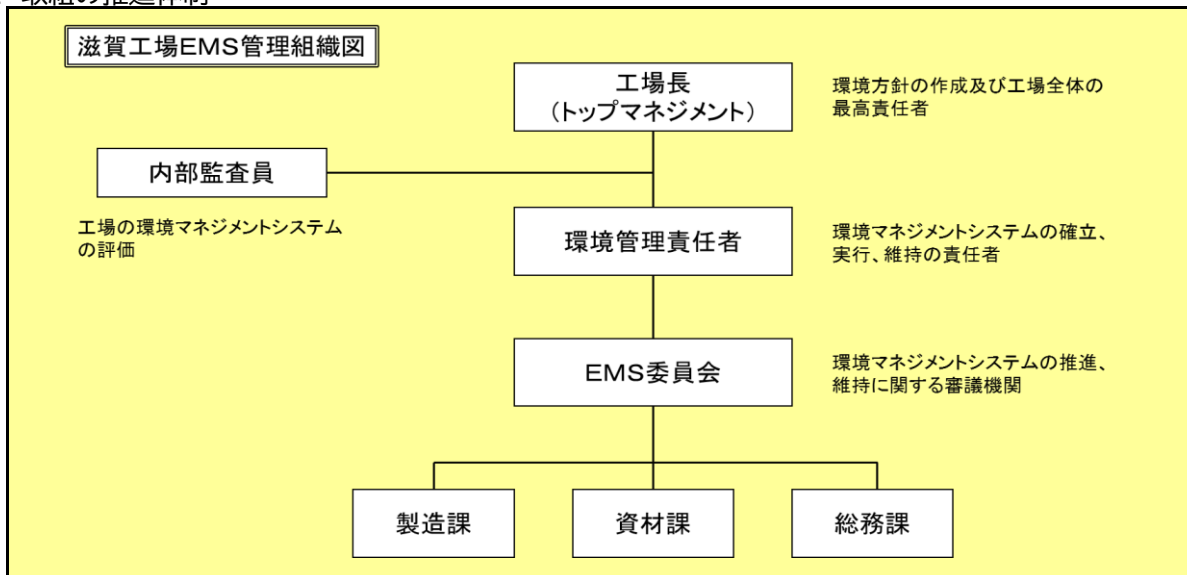 取組の推進体制
滋賀工場EMS管理組織図
工場長
（トップマネジメント）
環境方針の作成及び工場全体の
最高責任者
内部監査員
工場の環境マネジメントシステム
の評価
環境管理責任者
環境マネジメントシステムの確立、
実行、維持の責任者
EMS委員会
環境マネジメントシステムの推進、
維持に関する審議機関
製造課
資材課
総務課